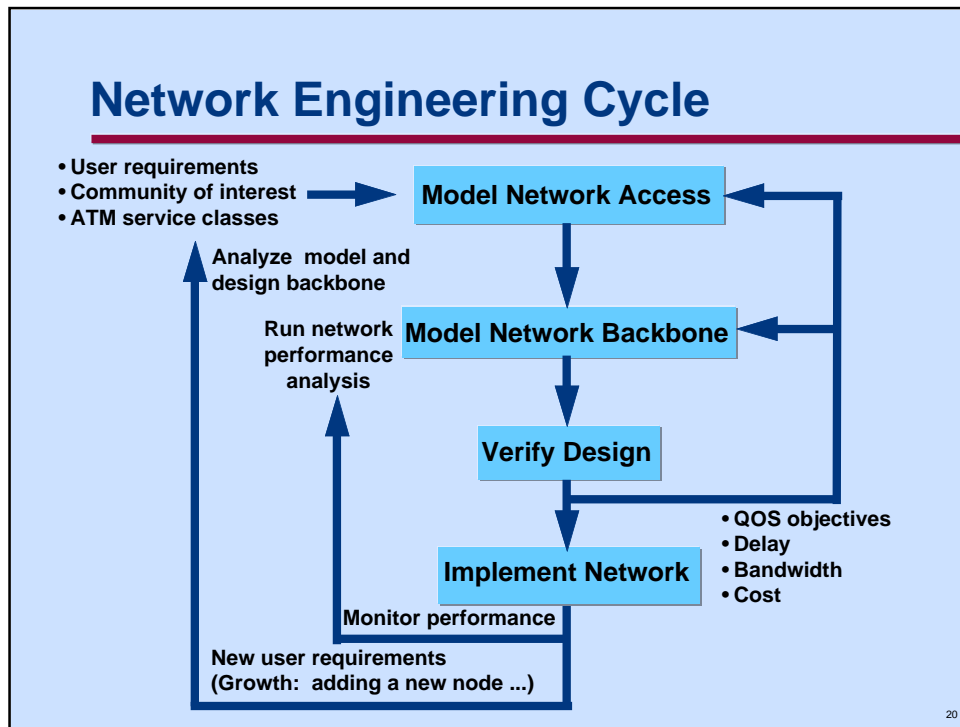 Network Engineering Cycle
• User requirements
• Community of interest
• ATM service classes
Model Network Access
Analyze model and
design backbone
Run network
performance
analysis
Model Network Backbone
Verify Design
• QOS objectives
• Delay
• Bandwidth
• Cost
Implement Network
Monitor performance
New user requirements
(Growth: adding a new node ...)
20